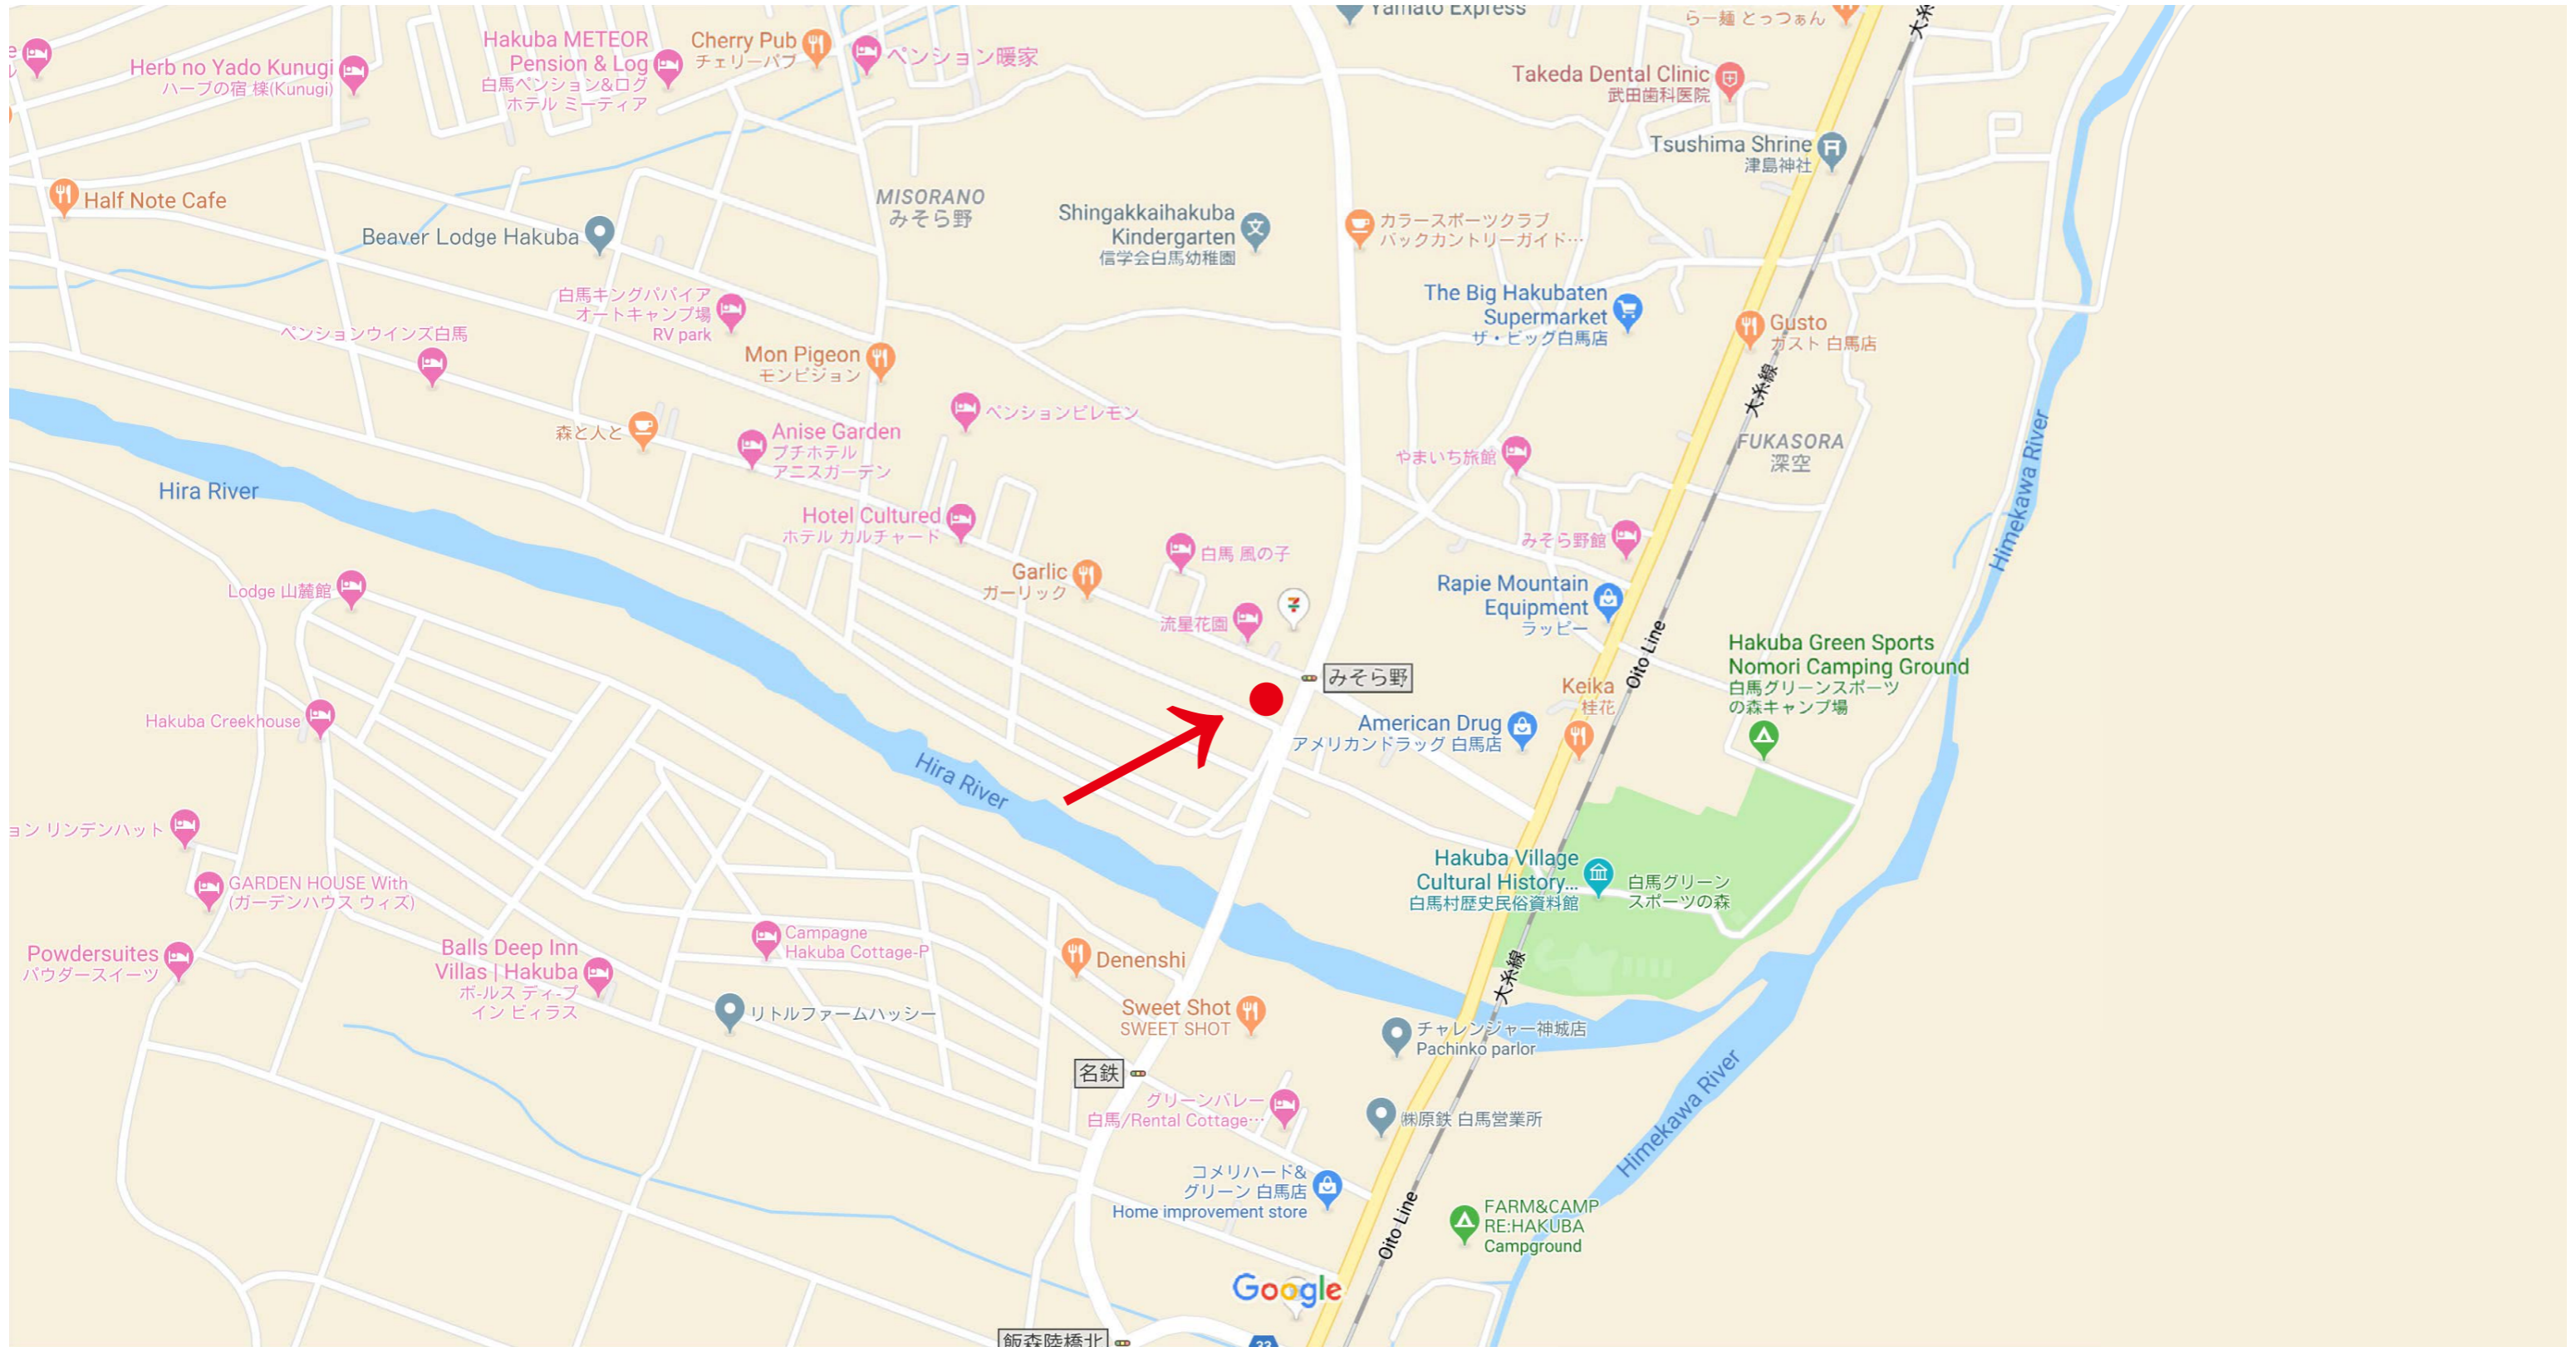 Yamato Express
らー麺 とっつぁん
大糸
Hakuba METEOR
Pension & Log
白馬ペンション&ログ
ホテル ミーティア
Cherry Pub
チェリーパブ
ペンション暖家
Herb no Yado Kunugi
ハーブの宿 櫟(Kunugi)
Takeda Dental Clinic
武田歯科医院
Tsushima Shrine
津島神社
Half Note Cafe
MISORANO
みそら野
Shingakkaihakuba
Kindergarten
信学会白馬幼稚園
カラースポーツクラブ
バックカントリーガイド…
Beaver Lodge Hakuba
白馬キングパパイア
オートキャンプ場
RV park
The Big Hakubaten
Supermarket
ザ・ビッグ白馬店
Gusto
ガスト 白馬店
ペンションウインズ白馬
Mon Pigeon
モンピジョン
大糸線
ペンションビレモン
森と人と
Anise Garden
プチホテル
アニスガーデン
やまいち旅館
FUKASORA
深空
Himekawa River
Hira River
Hotel Cultured
ホテル カルチャード
白馬 風の子
みそら野館
Garlic
ガーリック
Rapie Mountain
Equipment
ラッピー
Lodge 山麓館
流星花園
Oito Line
Hakuba Green Sports
Nomori Camping Ground
白馬グリーンスポーツ
の森キャンプ場
みそら野
Keika
桂花
Hakuba Creekhouse
American Drug
アメリカンドラッグ 白馬店
Hira River
ョン リンデンハット
Hakuba Village
Cultural History...
白馬村歴史民俗資料館
白馬グリーン
スポーツの森
GARDEN HOUSE With
(ガーデンハウス ウィズ)
Powdersuites
パウダースイーツ
Balls Deep Inn
Villas | Hakuba
ボールス ディープ
イン ビィラス
Campagne
Hakuba Cottage-P
Denenshi
大糸線
リトルファームハッシー
Sweet Shot
SWEET SHOT
チャレンジャー神城店
Pachinko parlor
名鉄
Himekawa River
グリーンバレー
白馬/Rental Cottage…
㈱原鉄 白馬営業所
コメリハード&
グリーン 白馬店
Home improvement store
Oito Line
FARM&CAMP
RE:HAKUBA
Campground
Google
飯森陸橋北
33